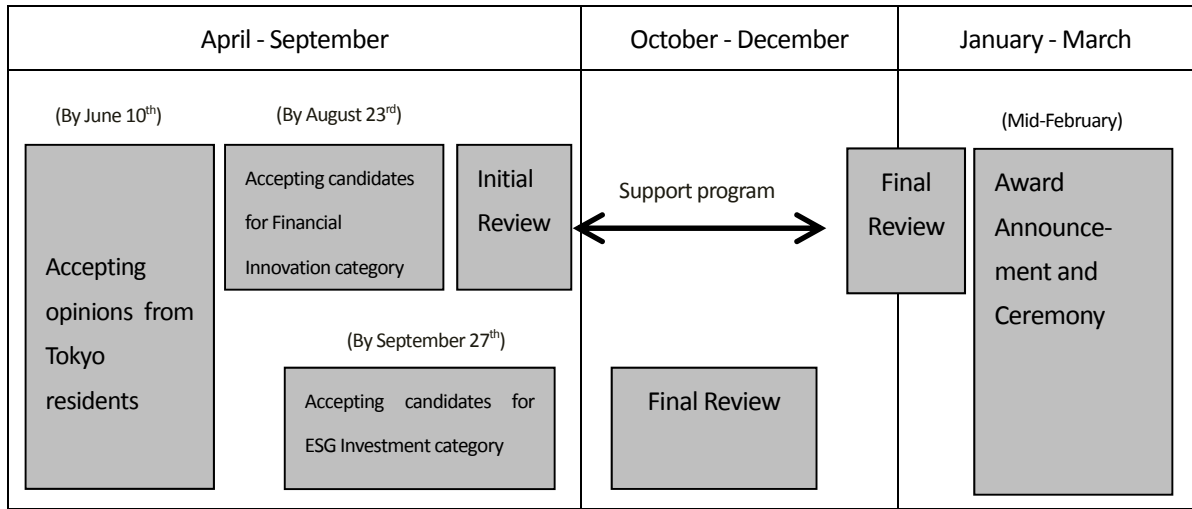 April - September
October - December
January - March
(By June 10th)
Accepting
opinions from
Tokyo
residents
(By August 23rd)
Accepting candidates
for Financial
Innovation category
Initial
Review
(By September 27th)
Accepting candidates for
ESG Investment category
Support program
Final Review
Final
Review
(Mid-February)
Award
Announce-
ment and
Ceremony